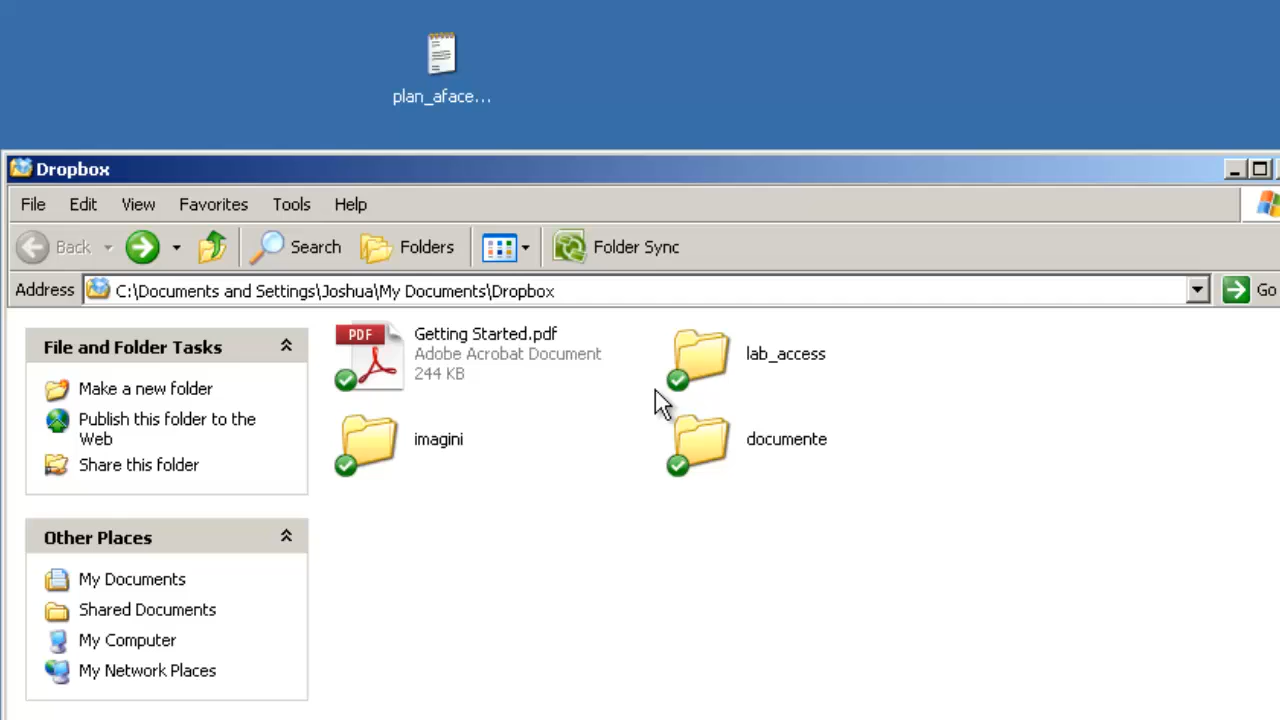 plan_aface...
Dropbox
File Edit View Favorites Tools Help
Back Search Folders Folder Sync
Address C:\Documents and Settings\Joshua\My Documents\Dropbox Go
File and Folder Tasks
Make a new folder
Publish this folder to the
Web
Share this folder
Other Places
My Documents
Shared Documents
My Computer
My Network Places
PDF
Getting Started.pdf
Adobe Acrobat Document
244 KB
lab_access
imagini
documente